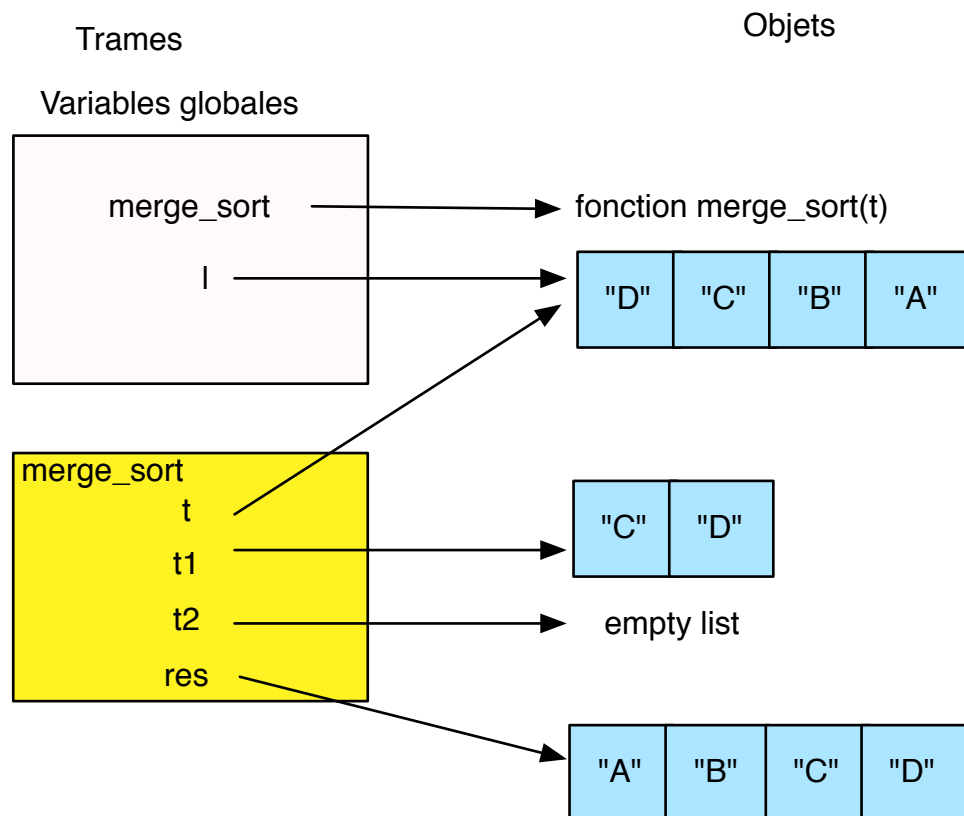 Trames
Objets
Variables globales
merge_sort
fonction merge_sort(t)
l
"D" "C" "B" "A"
merge_sort
t
t1
"C" "D"
t2
empty list
res
"A" "B" "C" "D"